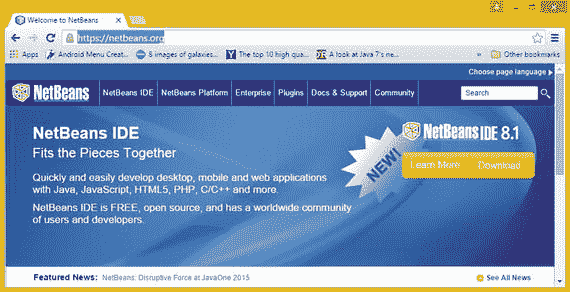 Welcome to NetBeans
https://netbeans.org
Apps Android Menu Creat... 8 images of galaxies... The top 10 high qua... A look at Java 7's ne... » Other bookmarks
Choose page language
NetBeans NetBeans IDE NetBeans Platform Enterprise Plugins Docs & Support Community Search
NetBeans IDE
Fits the Pieces Together
Quickly and easily develop desktop, mobile and web applications
with Java, JavaScript, HTML5, PHP, C/C++ and more.
NetBeans IDE is FREE, open source, and has a worldwide community
of users and developers.
NEW!
NetBeans IDE 8.1
Learn More Download
Featured News: NetBeans: Disruptive Force at JavaOne 2015 See All News